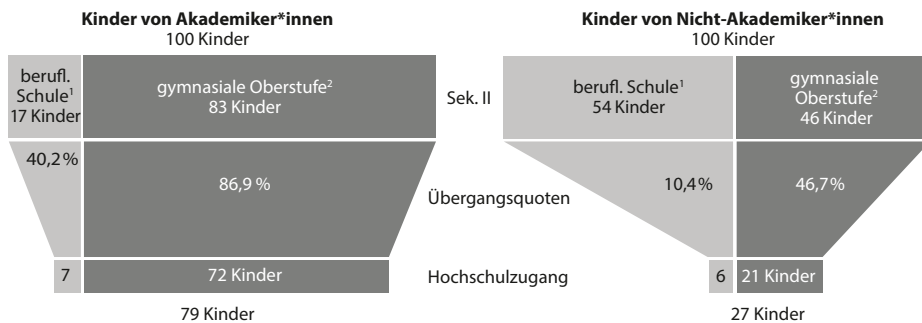 Kinder von Akademiker*innen
100 Kinder
berufl.
Schule¹
17 Kinder
gymnasiale Oberstufe²
83 Kinder
40,2 %
86,9 %
7
72 Kinder
79 Kinder
Sek. II
Übergangsquoten
Hochschulzugang
Kinder von Nicht-Akademiker*innen
100 Kinder
berufl. Schule¹
54 Kinder
gymnasiale
Oberstufe²
46 Kinder
10,4 %
46,7%
6
21 Kinder
27 Kinder